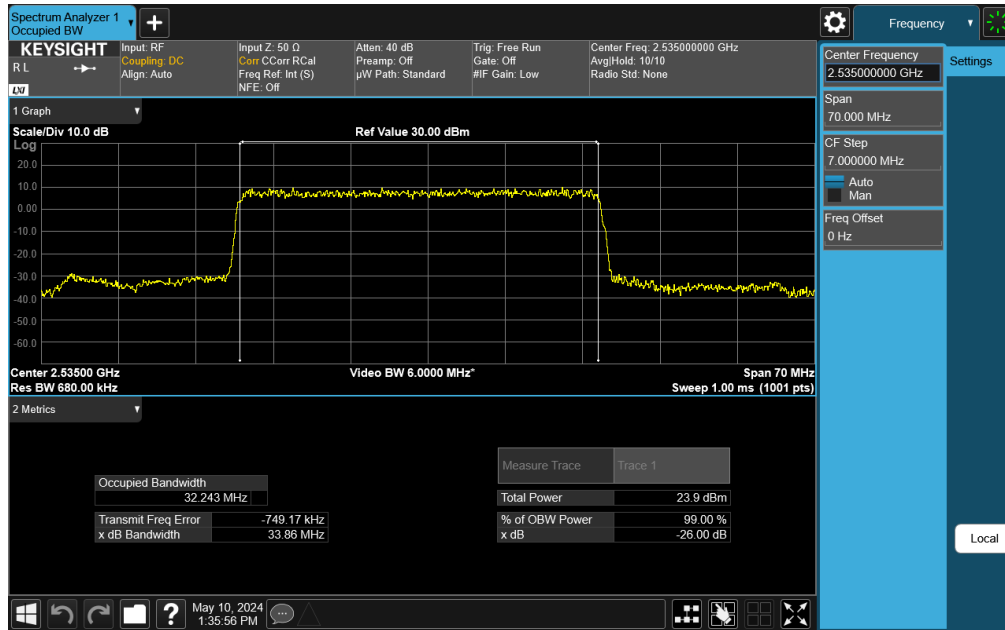 Spectrum Analyzer 1
Occupied BW
+
Frequency
KEYSIGHT
R L
LXI
Input: RF
Coupling: DC
Align: Auto
Input Z: 50 Ω
Corr CCorr RCal
Freq Ref: Int (S)
NFE: Off
Atten: 40 dB
Preamp: Off
µW Path: Standard
Trig: Free Run
Gate: Off
#IF Gain: Low
Center Freq: 2.535000000 GHz
Avg|Hold: 10/10
Radio Std: None
Center Frequency
2.535000000 GHz
Settings
Span
70.000 MHz
CF Step
7.000000 MHz
Auto
Man
Freq Offset
0 Hz
Local
1 Graph
Scale/Div 10.0 dB
Ref Value 30.00 dBm
Log
20.0
10.0
0.00
-10.0
-20.0
-30.0
-40.0
-50.0
-60.0
Center 2.53500 GHz
Video BW 6.0000 MHz*
Span 70 MHz
Res BW 680.00 kHz
Sweep 1.00 ms (1001 pts)
2 Metrics
Measure Trace
Trace 1
Occupied Bandwidth
32.243 MHz
Total Power
23.9 dBm
Transmit Freq Error
-749.17 kHz
% of OBW Power
99.00 %
x dB Bandwidth
33.86 MHz
x dB
-26.00 dB
?
May 10, 2024
1:35:56 PM